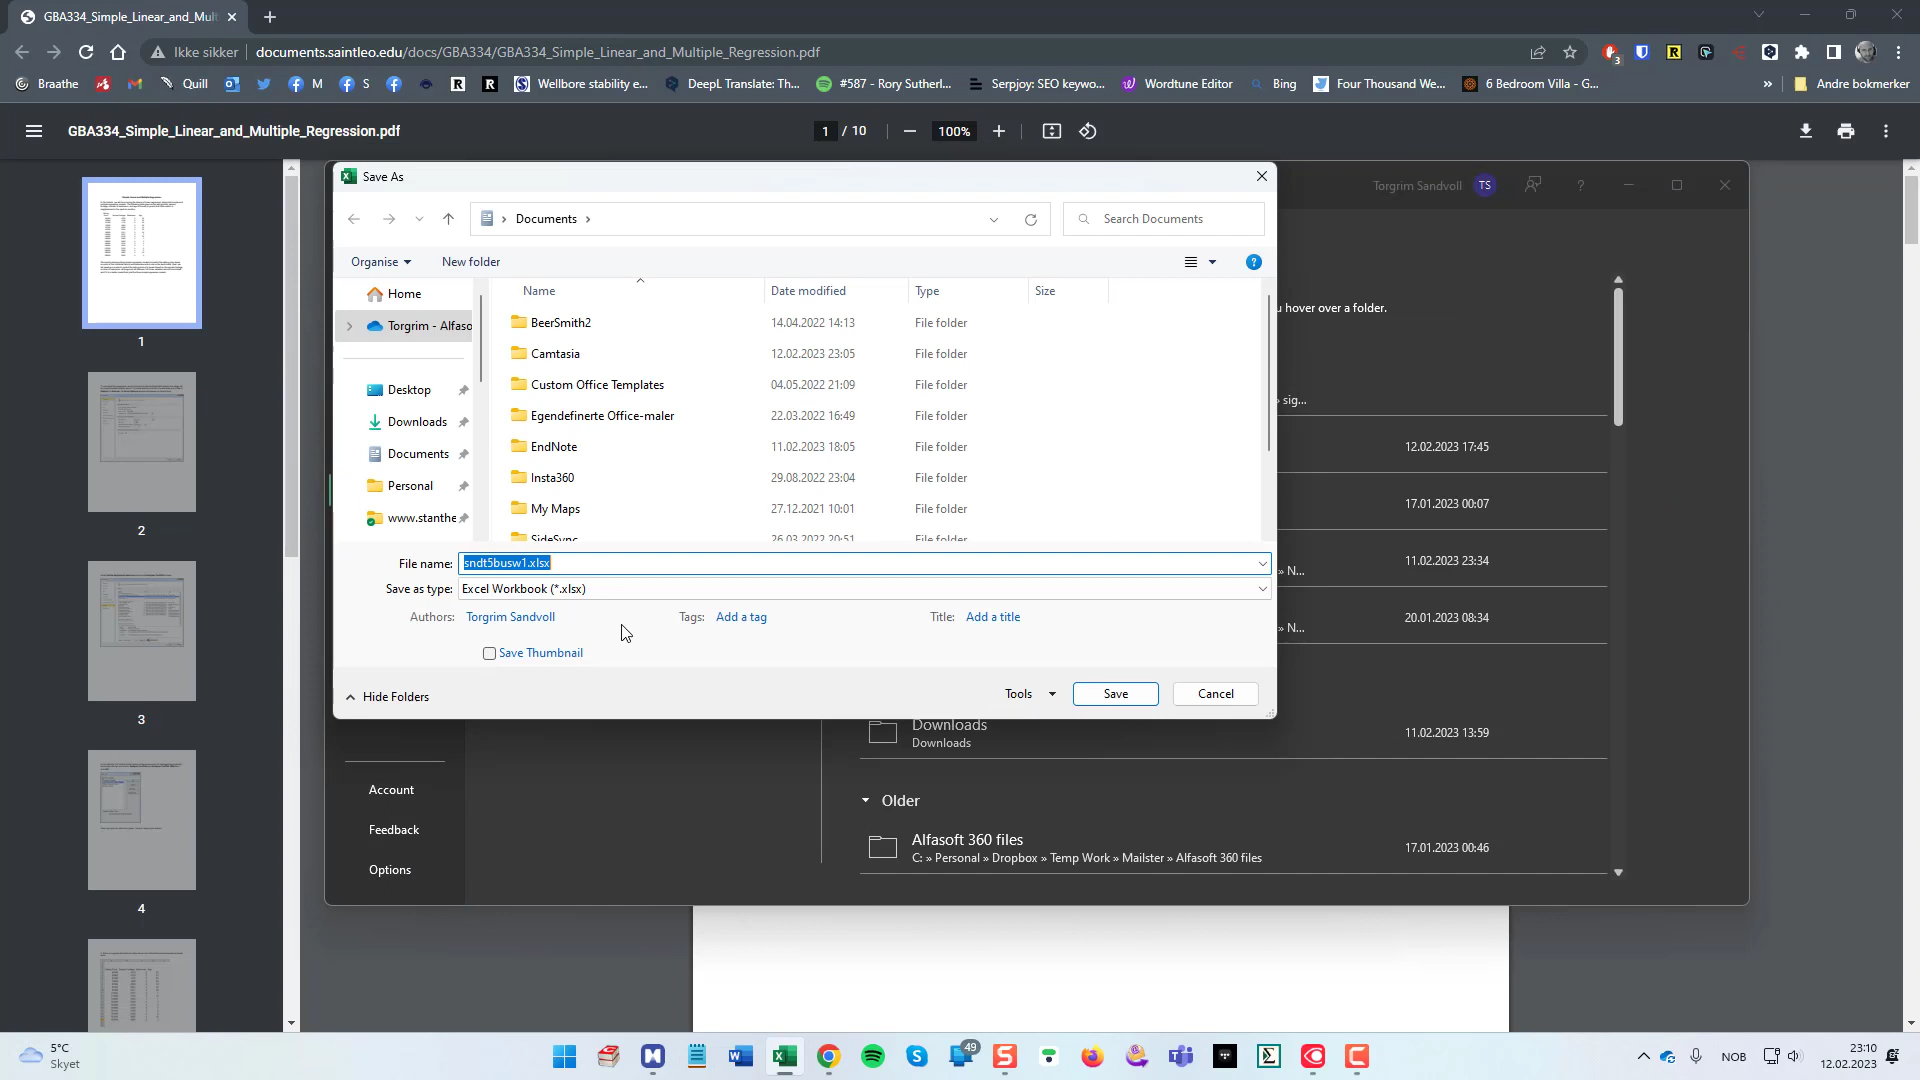 GBA334_Simple_Linear_and_Mult
Ikke sikker
documents.saintleo.edu/docs/GBA334/GBA334_Simple_Linear_and_Multiple_Regression.pdf
3
Braathe
Quill
M
S
R
R
Wellbore stability e...
DeepL Translate: Th...
#587 - Rory Sutherl...
Serpjoy: SEO keywo...
Wordtune Editor
Bing
Four Thousand We...
6 Bedroom Villa - G...
»
Andre bokmerker
GBA334_Simple_Linear_and_Multiple_Regression.pdf
1 / 10
100%
Torgrim Sandvoll
TS
?
Save As
Documents
Search Documents
Organise
New folder
Name
Date modified
Type
Size
Home
Torgrim - Alfaso
Desktop
Downloads
Documents
Personal
www.stanthe
BeerSmith2 14.04.2022 14:13 File folder
Camtasia 12.02.2023 23:05 File folder
Custom Office Templates 04.05.2022 21:09 File folder
Egendefinerte Office-maler 22.03.2022 16:49 File folder
EndNote 11.02.2023 18:05 File folder
Insta360 29.08.2022 23:04 File folder
My Maps 27.12.2021 10:01 File folder
SideSync 26.03.2022 20:51 File folder
File name: sndt5busw1.xlsx
Save as type: Excel Workbook (*.xlsx)
Authors: Torgrim Sandvoll
Tags: Add a tag
Title: Add a title
Save Thumbnail
Hide Folders
Tools
Save
Cancel
u hover over a folder.
» sig...
12.02.2023 17:45
17.01.2023 00:07
11.02.2023 23:34
» N...
20.01.2023 08:34
» N...
Downloads
Downloads
11.02.2023 13:59
Older
Alfasoft 360 files
C: » Personal » Dropbox » Temp Work » Mailster » Alfasoft 360 files
17.01.2023 00:46
Account
Feedback
Options
1
2
3
4
5°C
Skyet
49
NOB
23:10
12.02.2023